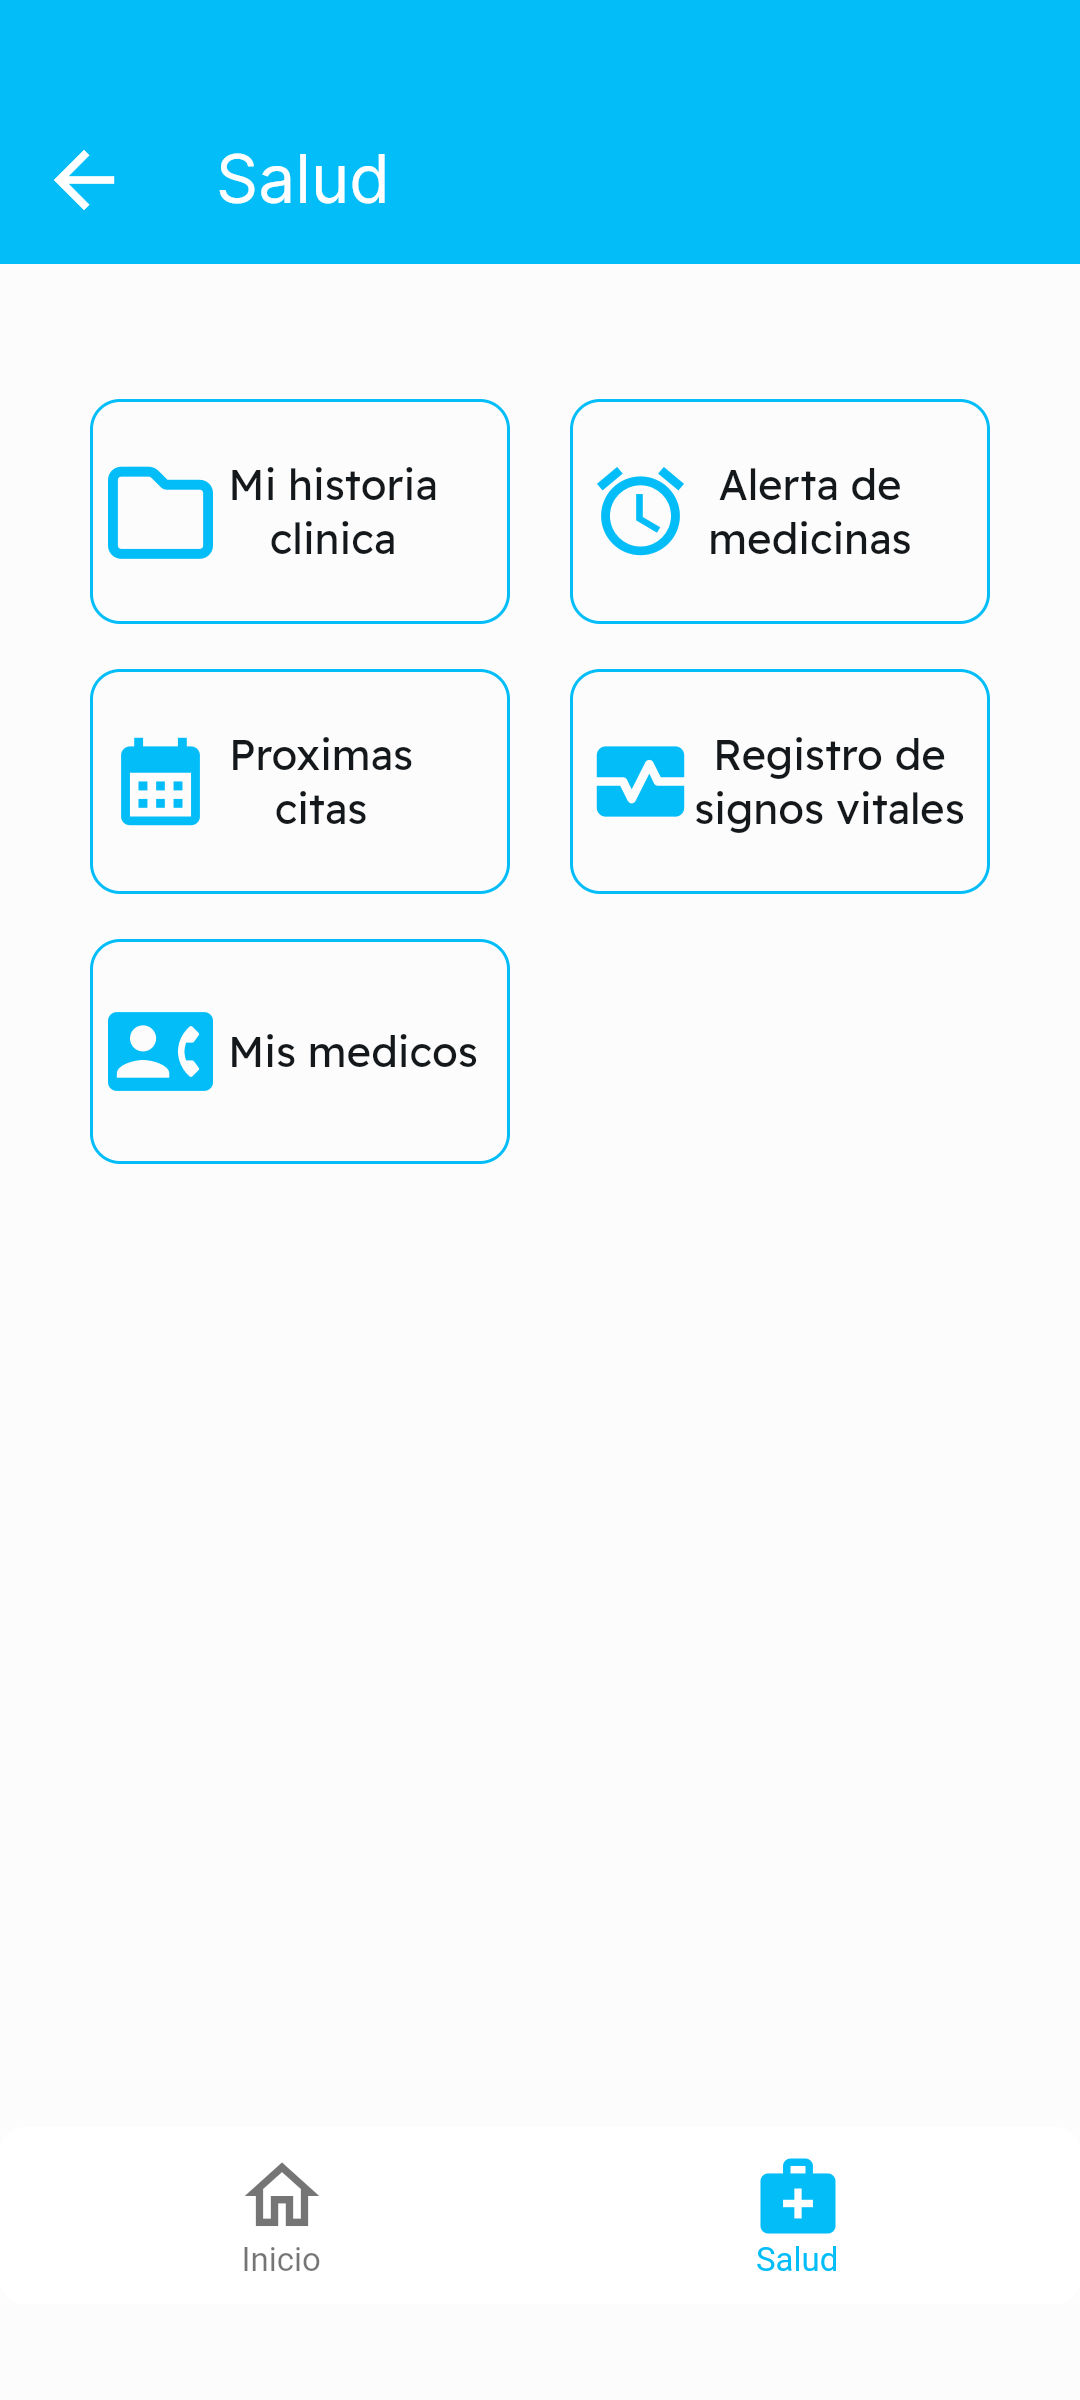 Salud
Mi historia
clinica
Alerta de
medicinas
Proximas
citas
Registro de
signos vitales
Mis medicos
Inicio
Salud